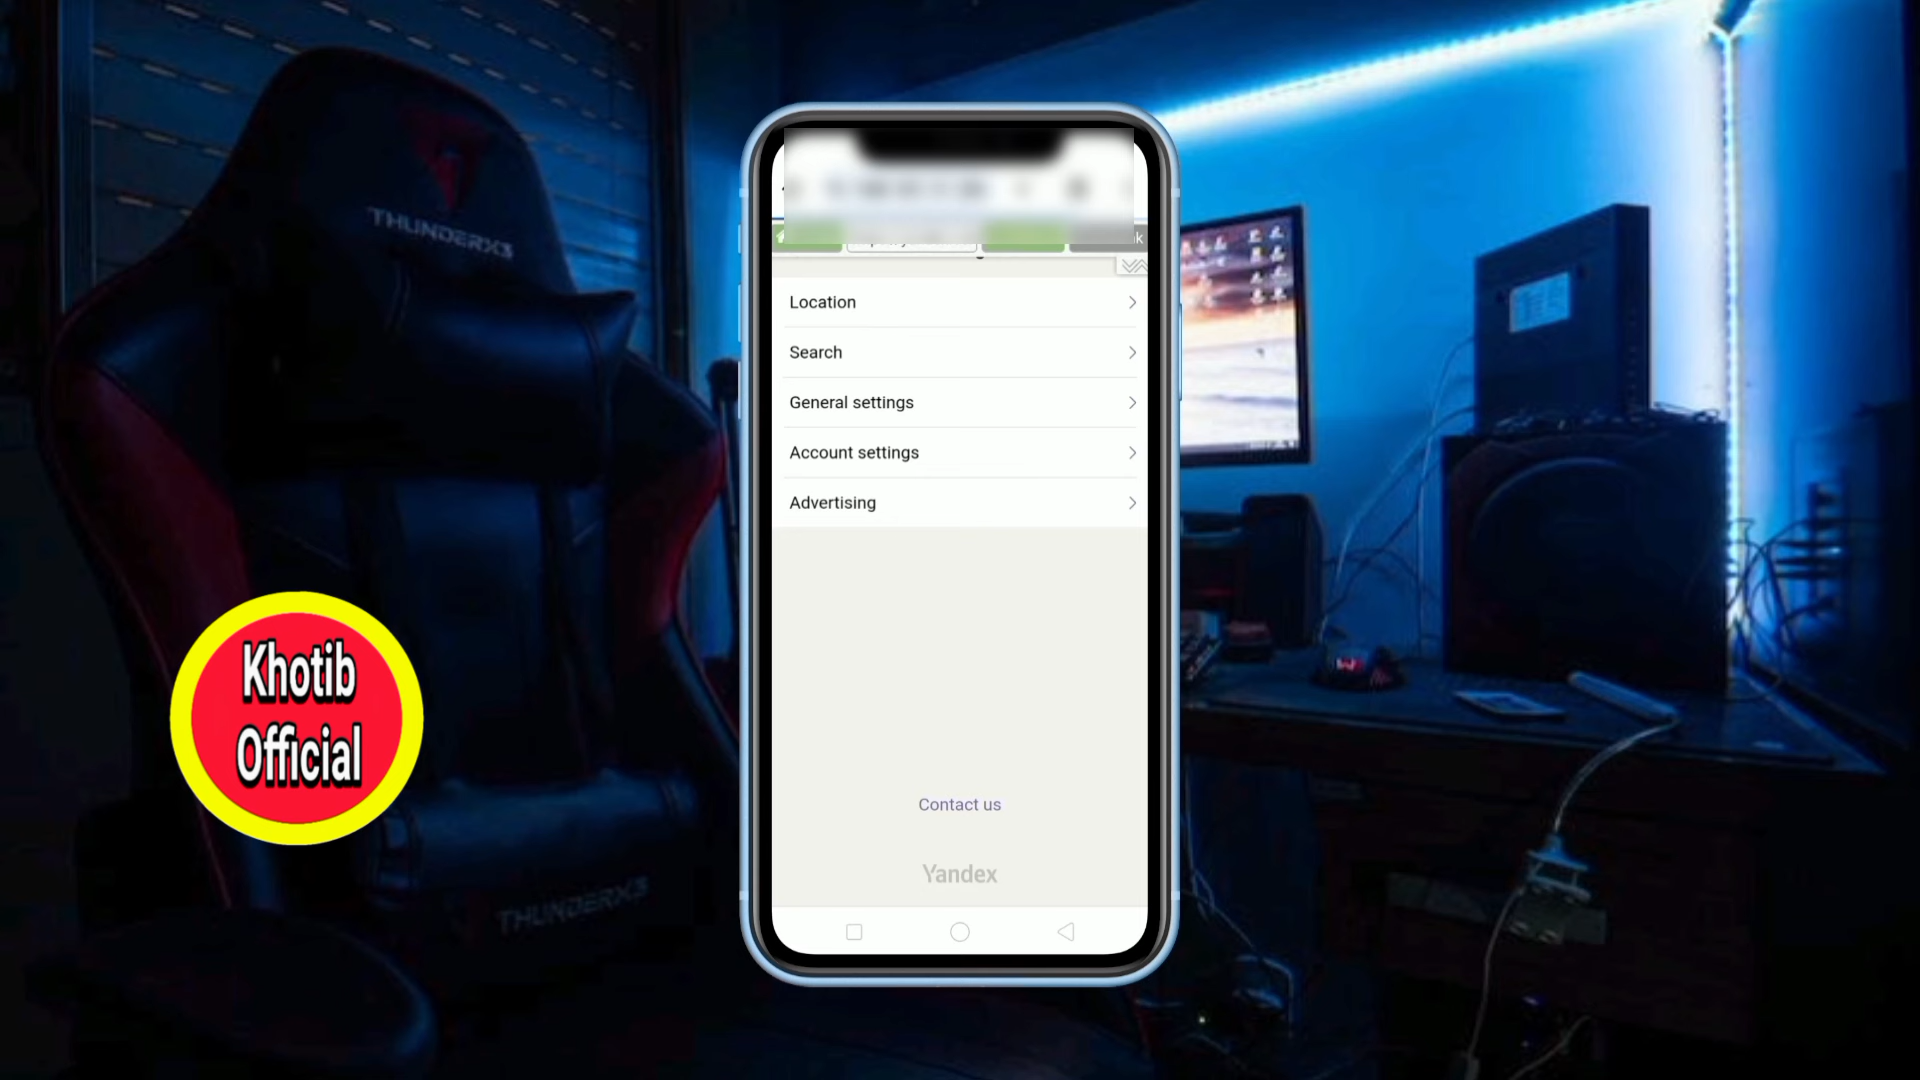 THUNDERX3
k
Location
Search
General settings
Account settings
Advertising
Khotib
Official
Contact us
Yandex
THUNDERX3